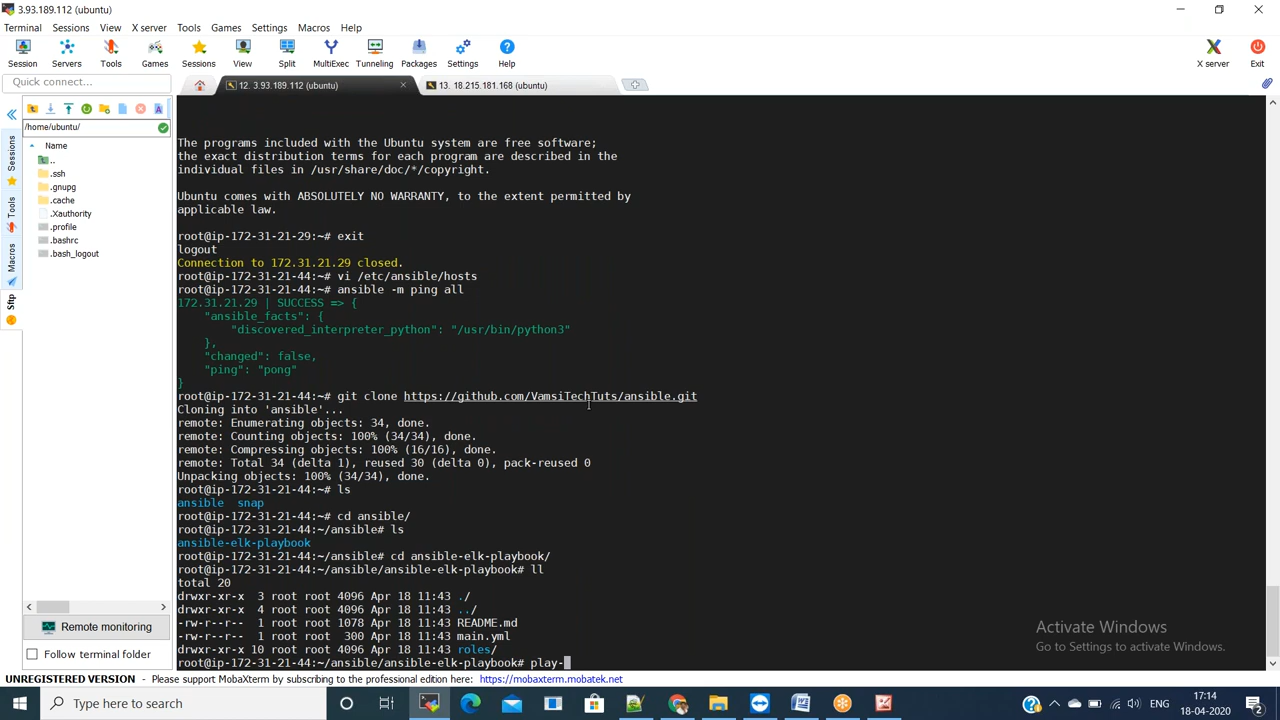 3.93.189.112 (ubuntu)
Terminal Sessions View X server Tools Games Settings Macros Help
Session Servers Tools Games Sessions View Split MultiExec Tunneling Packages Settings Help X server Exit
Quick connect...
12. 3.93.189.112 (ubuntu)
13. 18.215.181.168 (ubuntu)
/home/ubuntu/
Name
..
.ssh
.gnupg
.cache
.Xauthority
.profile
.bashrc
.bash_logout
Sessions
Tools
Macros
Sftp
Remote monitoring
Follow terminal folder
The programs included with the Ubuntu system are free software;
the exact distribution terms for each program are described in the
individual files in /usr/share/doc/*/copyright.
Ubuntu comes with ABSOLUTELY NO WARRANTY, to the extent permitted by
applicable law.
root@ip-172-31-21-29:~# exit
logout
Connection to 172.31.21.29 closed.
root@ip-172-31-21-44:~# vi /etc/ansible/hosts
root@ip-172-31-21-44:~# ansible -m ping all
172.31.21.29 | SUCCESS => {
"ansible_facts": {
"discovered_interpreter_python": "/usr/bin/python3"
},
"changed": false,
"ping": "pong"
}
root@ip-172-31-21-44:~# git clone https://github.com/VamsiTechTuts/ansible.git
Cloning into 'ansible'...
remote: Enumerating objects: 34, done.
remote: Counting objects: 100% (34/34), done.
remote: Compressing objects: 100% (16/16), done.
remote: Total 34 (delta 1), reused 30 (delta 0), pack-reused 0
Unpacking objects: 100% (34/34), done.
root@ip-172-31-21-44:~# ls
ansible snap
root@ip-172-31-21-44:~# cd ansible/
root@ip-172-31-21-44:~/ansible# ls
ansible-elk-playbook
root@ip-172-31-21-44:~/ansible# cd ansible-elk-playbook/
root@ip-172-31-21-44:~/ansible/ansible-elk-playbook# ll
total 20
drwxr-xr-x 3 root root 4096 Apr 18 11:43 ./
drwxr-xr-x 4 root root 4096 Apr 18 11:43 ../
-rw-r--r-- 1 root root 1078 Apr 18 11:43 README.md
-rw-r--r-- 1 root root 300 Apr 18 11:43 main.yml
drwxr-xr-x 10 root root 4096 Apr 18 11:43 roles/
root@ip-172-31-21-44:~/ansible/ansible-elk-playbook# play-
Activate Windows
Go to Settings to activate Windows.
UNREGISTERED VERSION - Please support MobaXterm by subscribing to the professional edition here: https://mobaxterm.mobatek.net
Type here to search
ENG
17:14
18-04-2020
2